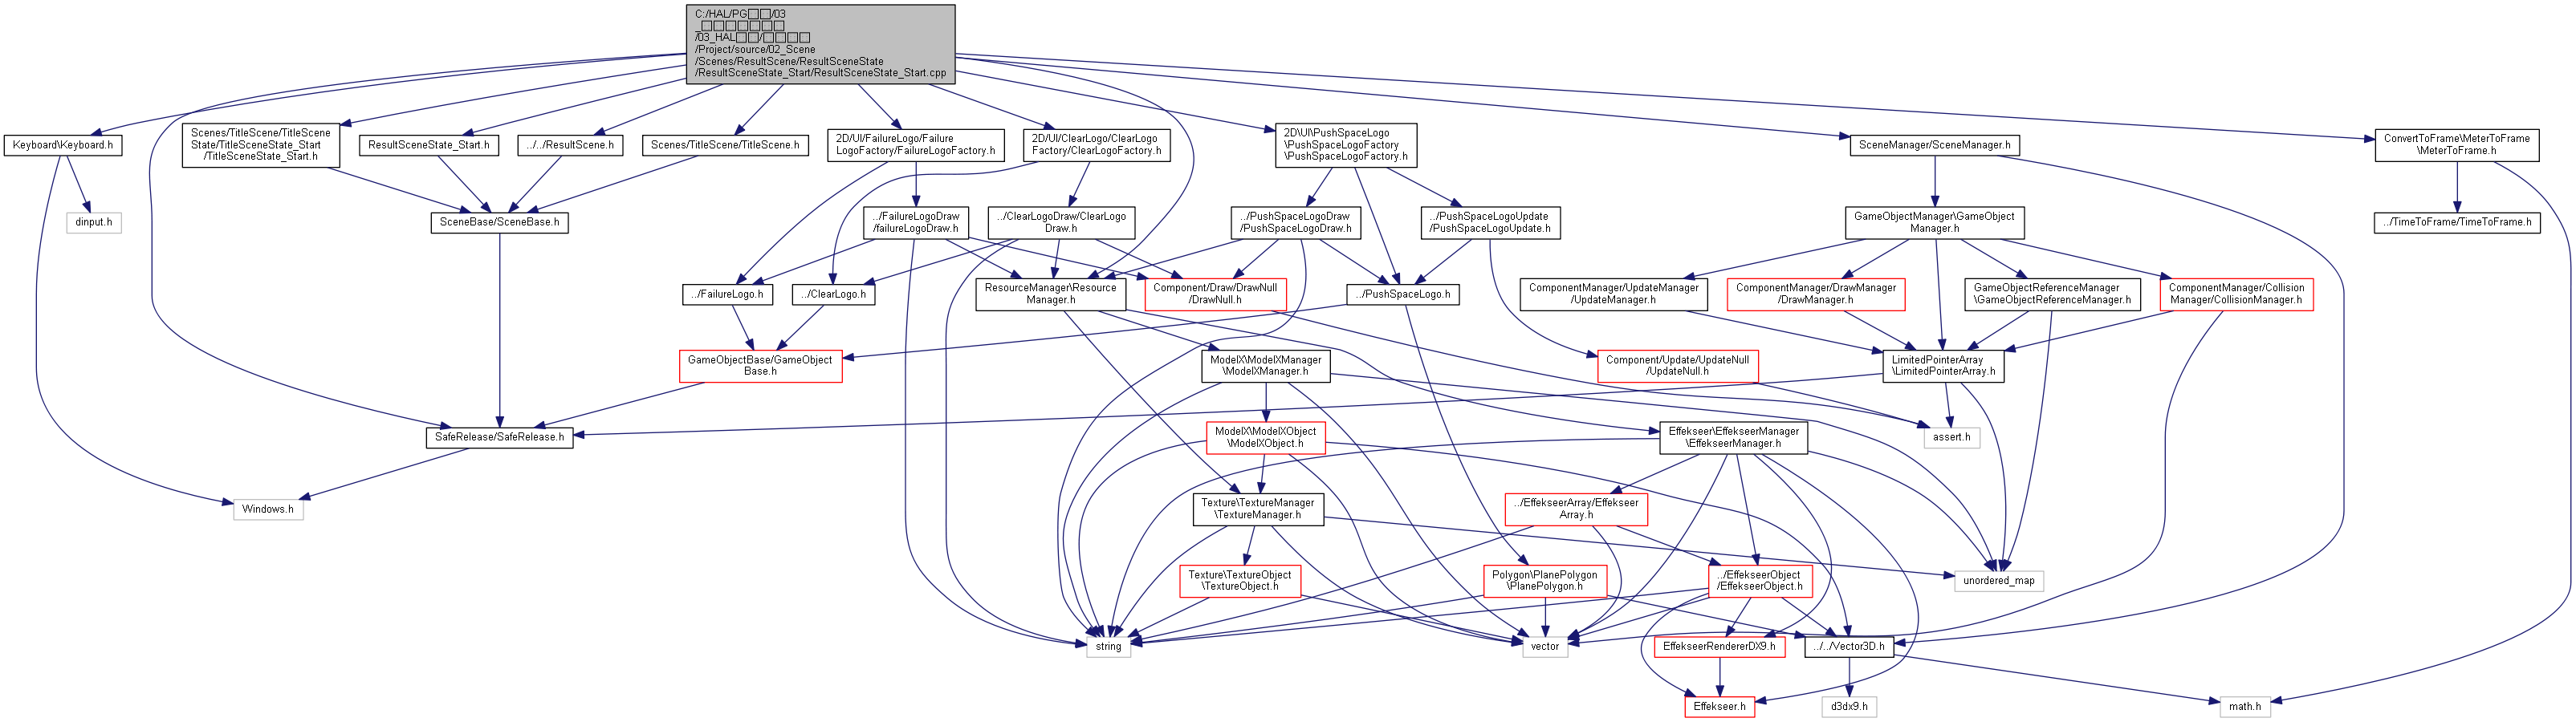 C:/HAL/PG□□/03
_□□□□□□□
/03_HAL□□/□□□□
/Project/source/02_Scene
/Scenes/ResultScene/ResultSceneState
/ResultSceneState_Start/ResultSceneState_Start.cpp
Keyboard\Keyboard.h
Scenes/TitleScene/TitleScene
State/TitleSceneState_Start
/TitleSceneState_Start.h
ResultSceneState_Start.h
../../ResultScene.h
Scenes/TitleScene/TitleScene.h
2D/UI/FailureLogo/Failure
LogoFactory/FailureLogoFactory.h
2D/UI/ClearLogo/ClearLogo
Factory/ClearLogoFactory.h
2D\UI\PushSpaceLogo
\PushSpaceLogoFactory
\PushSpaceLogoFactory.h
SceneManager/SceneManager.h
ConvertToFrame\MeterToFrame
\MeterToFrame.h
dinput.h
SceneBase/SceneBase.h
../FailureLogoDraw
/failureLogoDraw.h
../ClearLogoDraw/ClearLogo
Draw.h
../PushSpaceLogoDraw
/PushSpaceLogoDraw.h
../PushSpaceLogoUpdate
/PushSpaceLogoUpdate.h
GameObjectManager\GameObject
Manager.h
../TimeToFrame/TimeToFrame.h
../FailureLogo.h
../ClearLogo.h
ResourceManager\Resource
Manager.h
Component/Draw/DrawNull
/DrawNull.h
../PushSpaceLogo.h
ComponentManager/UpdateManager
/UpdateManager.h
ComponentManager/DrawManager
/DrawManager.h
GameObjectReferenceManager
\GameObjectReferenceManager.h
ComponentManager/Collision
Manager/CollisionManager.h
GameObjectBase/GameObject
Base.h
ModelX\ModelXManager
\ModelXManager.h
Component/Update/UpdateNull
/UpdateNull.h
LimitedPointerArray
\LimitedPointerArray.h
SafeRelease/SafeRelease.h
ModelX\ModelXObject
\ModelXObject.h
Effekseer\EffekseerManager
\EffekseerManager.h
assert.h
Windows.h
Texture\TextureManager
\TextureManager.h
../EffekseerArray/Effekseer
Array.h
Texture\TextureObject
\TextureObject.h
Polygon\PlanePolygon
\PlanePolygon.h
../EffekseerObject
/EffekseerObject.h
unordered_map
string
vector
EffekseerRendererDX9.h
../../Vector3D.h
Effekseer.h
d3dx9.h
math.h